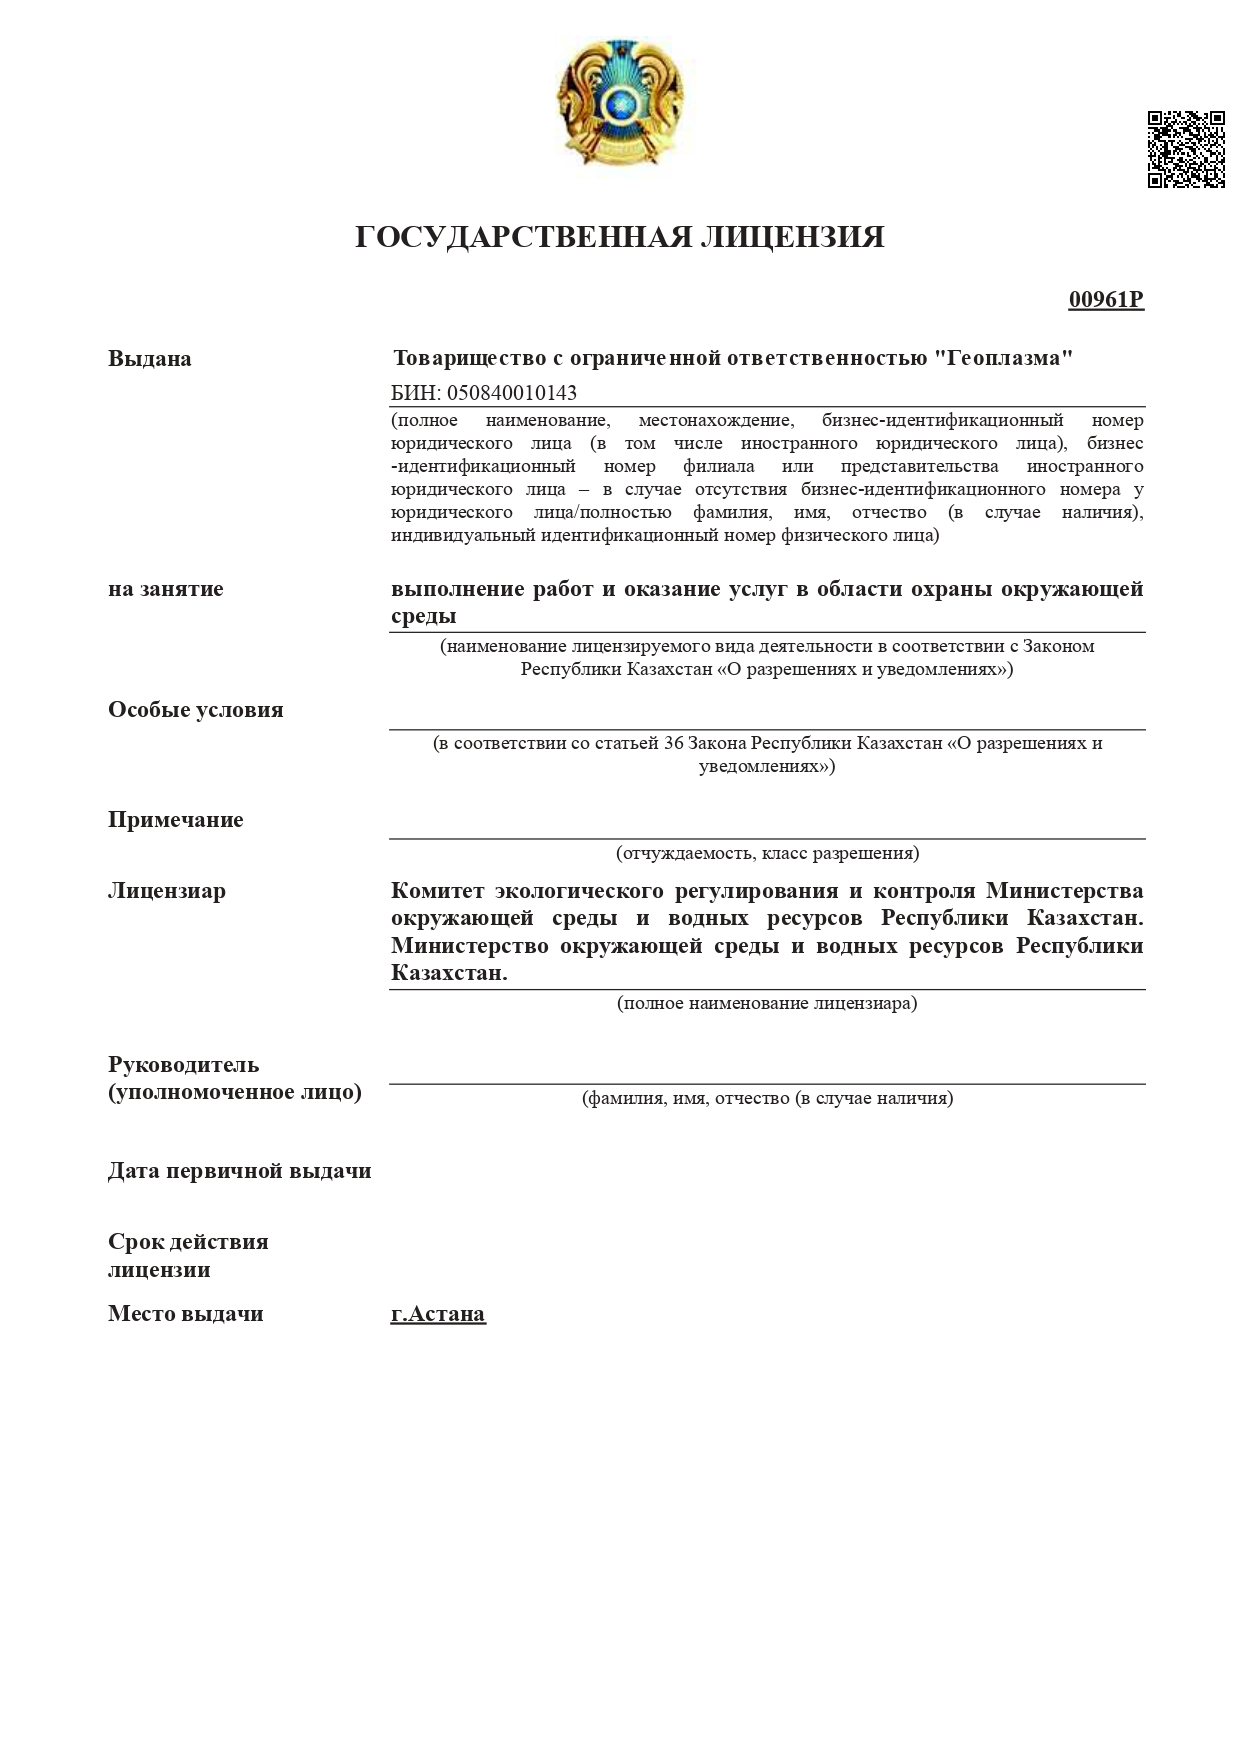 ГОСУДАРСТВЕННАЯ ЛИЦЕНЗИЯ
00961P
Выдана
Товарищество с ограниченной ответственностью "Геоплазма"
БИН: 050840010143
(полное наименование, местонахождение, бизнес-идентификационный номер
юридического лица (в том числе иностранного юридического лица), бизнес
-идентификационный номер филиала или представительства иностранного
юридического лица – в случае отсутствия бизнес-идентификационного номера у
юридического лица/полностью фамилия, имя, отчество (в случае наличия),
индивидуальный идентификационный номер физического лица)
на занятие
выполнение работ и оказание услуг в области охраны окружающей
среды
(наименование лицензируемого вида деятельности в соответствии с Законом
Республики Казахстан «О разрешениях и уведомлениях»)
Особые условия
(в соответствии со статьей 36 Закона Республики Казахстан «О разрешениях и
уведомлениях»)
Примечание
(отчуждаемость, класс разрешения)
Лицензиар
Комитет экологического регулирования и контроля Министерства
окружающей среды и водных ресурсов Республики Казахстан.
Министерство окружающей среды и водных ресурсов Республики
Казахстан.
(полное наименование лицензиара)
Руководитель
(уполномоченное лицо)
(фамилия, имя, отчество (в случае наличия)
Дата первичной выдачи
Срок действия
лицензии
Место выдачи
г.Астана